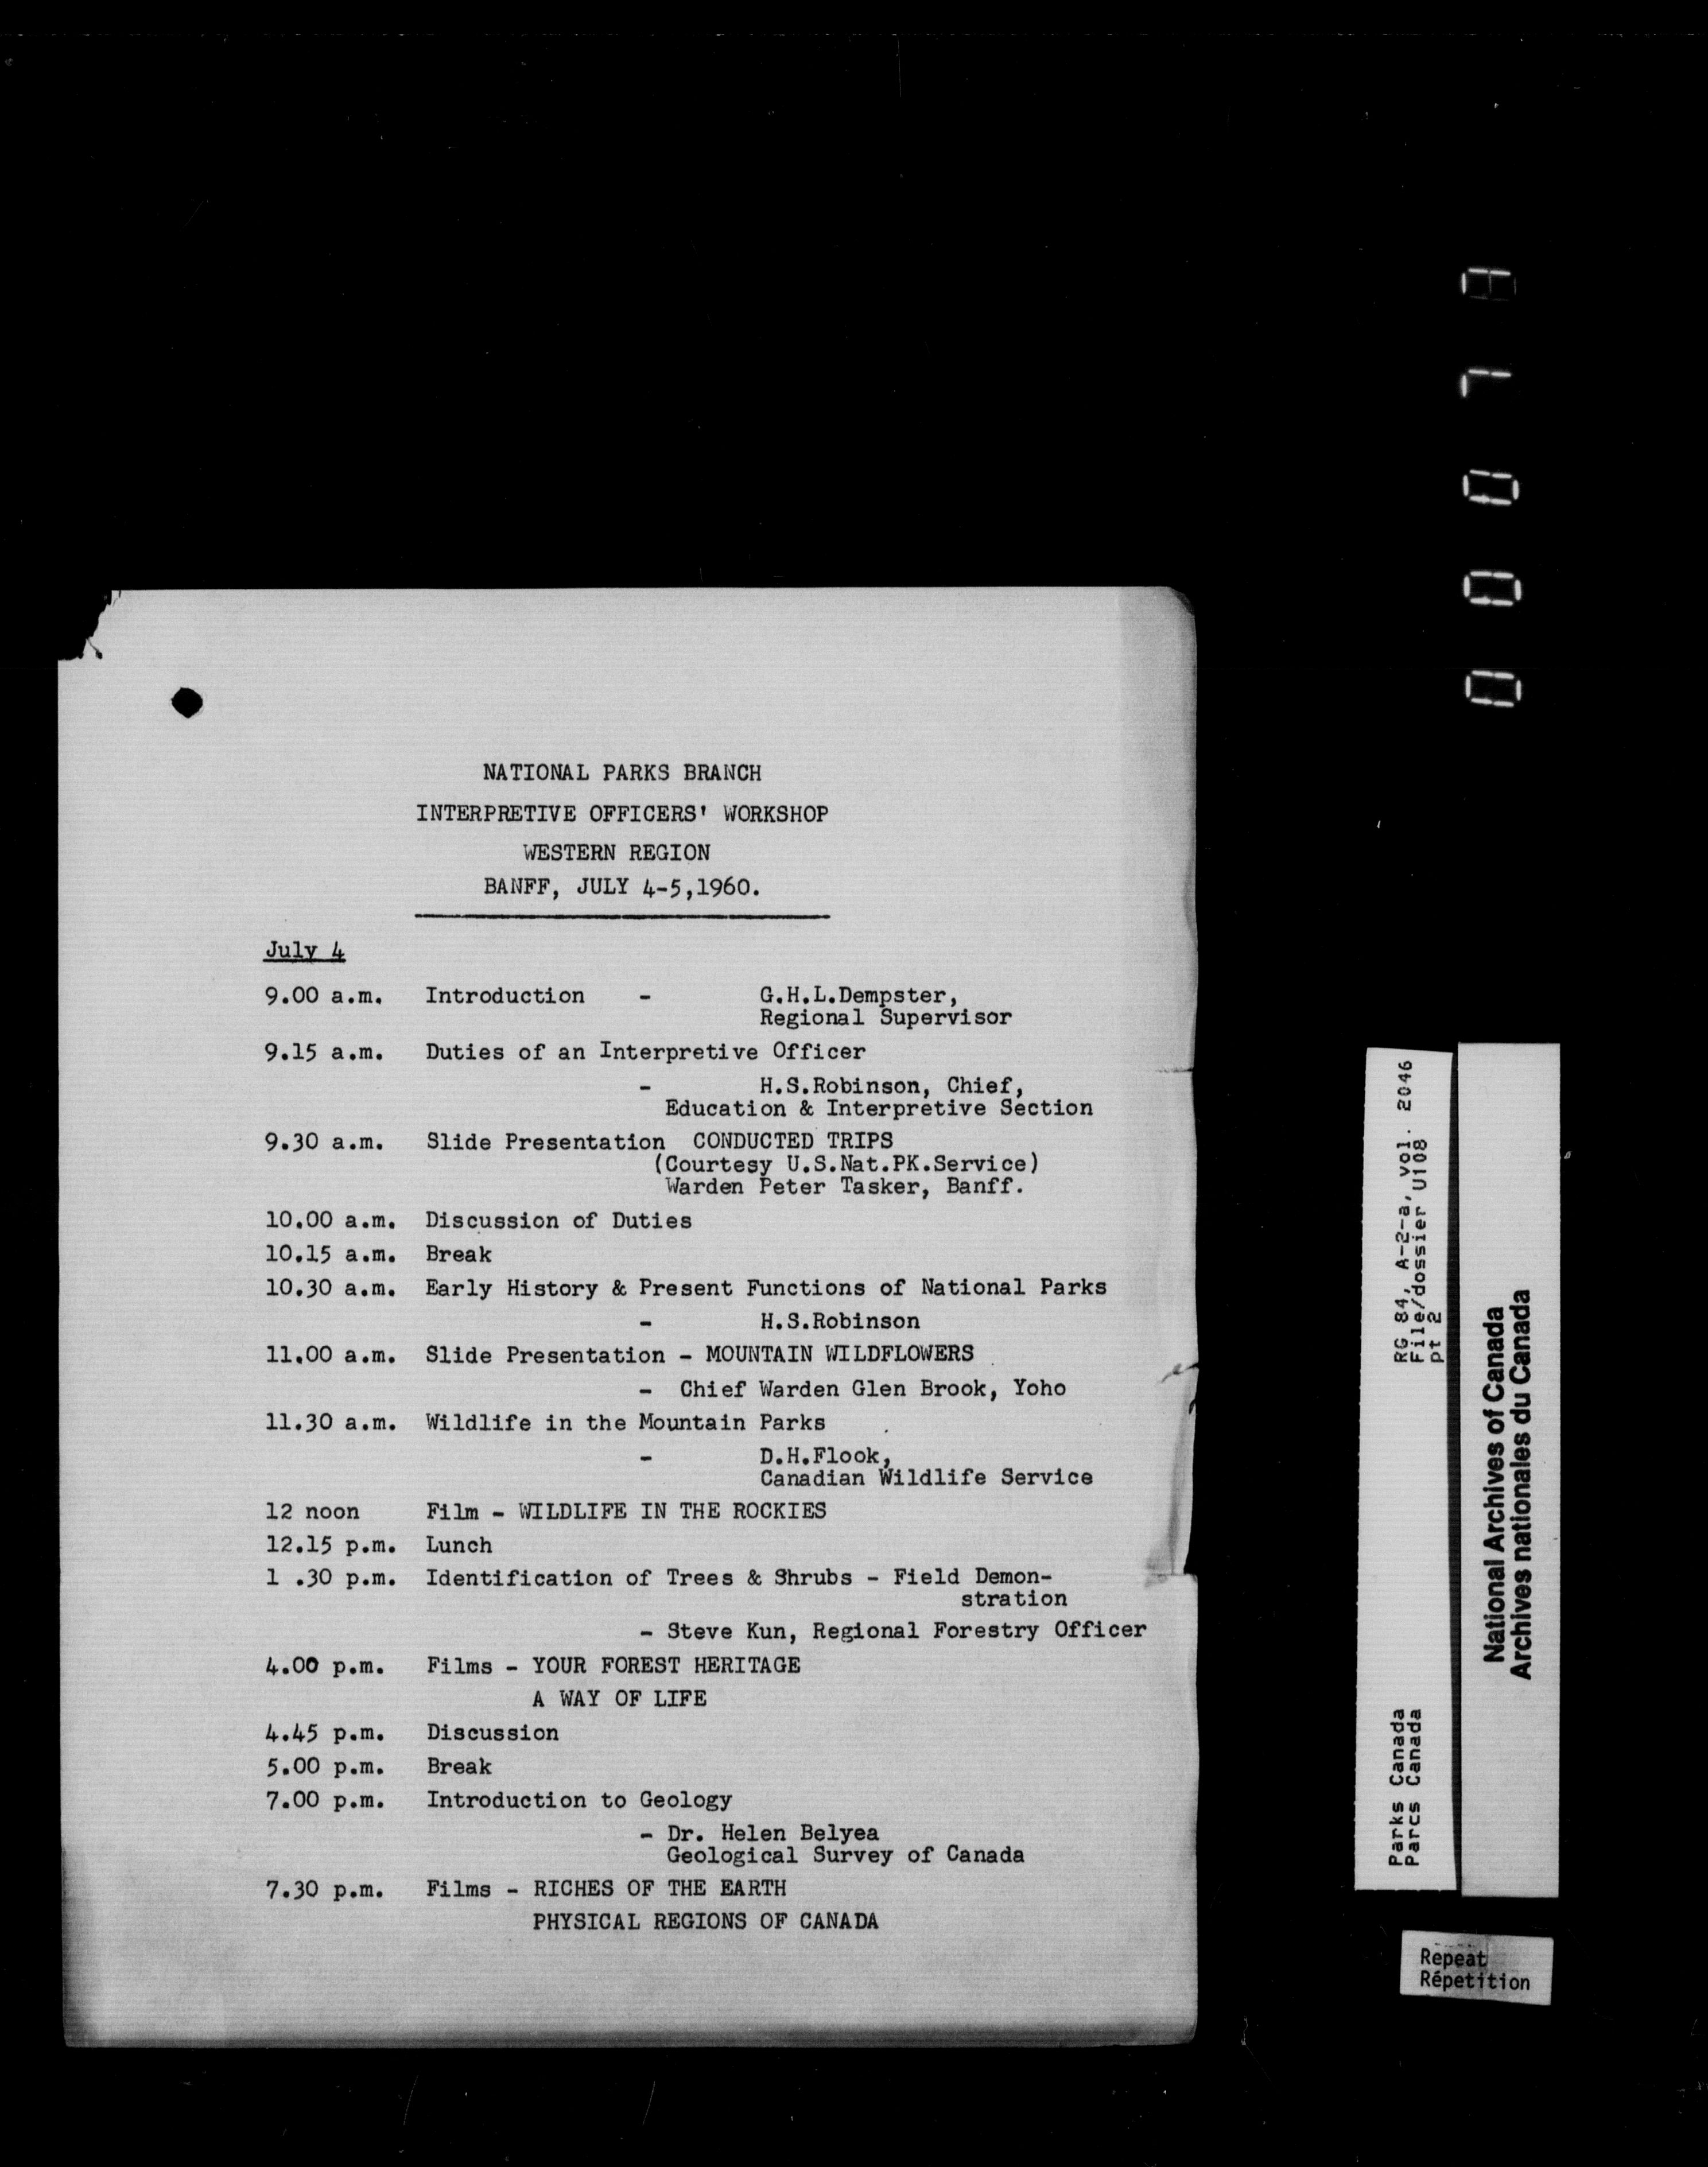 NATIONAL PARKS BRANCH
INTERPRETIVE OFFICERS' WORKSHOP
WESTERN REGION
BANFF, JULY 4-5,1960.
July 4
9.00 a.m. Introduction - G.H.L.Dempster,
Regional Supervisor
9.15 a.m. Duties of an Interpretive Officer
- H.S.Robinson, Chief,
Education & Interpretive Section
9.30 a.m. Slide Presentation CONDUCTED TRIPS
(Courtesy U.S.Nat.PK.Service)
Warden Peter Tasker, Banff.
10.00 a.m. Discussion of Duties
10.15 a.m. Break
10.30 a.m. Early History & Present Functions of National Parks
- H.S.Robinson
11.00 a.m. Slide Presentation - MOUNTAIN WILDFLOWERS
- Chief Warden Glen Brook, Yoho
11.30 a.m. Wildlife in the Mountain Parks
- D.H.Flook,
Canadian Wildlife Service
12 noon Film - WILDLIFE IN THE ROCKIES
12.15 p.m. Lunch
1 .30 p.m. Identification of Trees & Shrubs - Field Demon-
stration
- Steve Kun, Regional Forestry Officer
4.00 p.m. Films - YOUR FOREST HERITAGE
A WAY OF LIFE
4.45 p.m. Discussion
5.00 p.m. Break
7.00 p.m. Introduction to Geology
- Dr. Helen Belyea
Geological Survey of Canada
7.30 p.m. Films - RICHES OF THE EARTH
PHYSICAL REGIONS OF CANADA
RG 84, A-2-a, vol. 2046
File/dossier U108
pt 2
Parks Canada
Parcs Canada
National Archives of Canada
Archives nationales du Canada
Repeat
Répetition